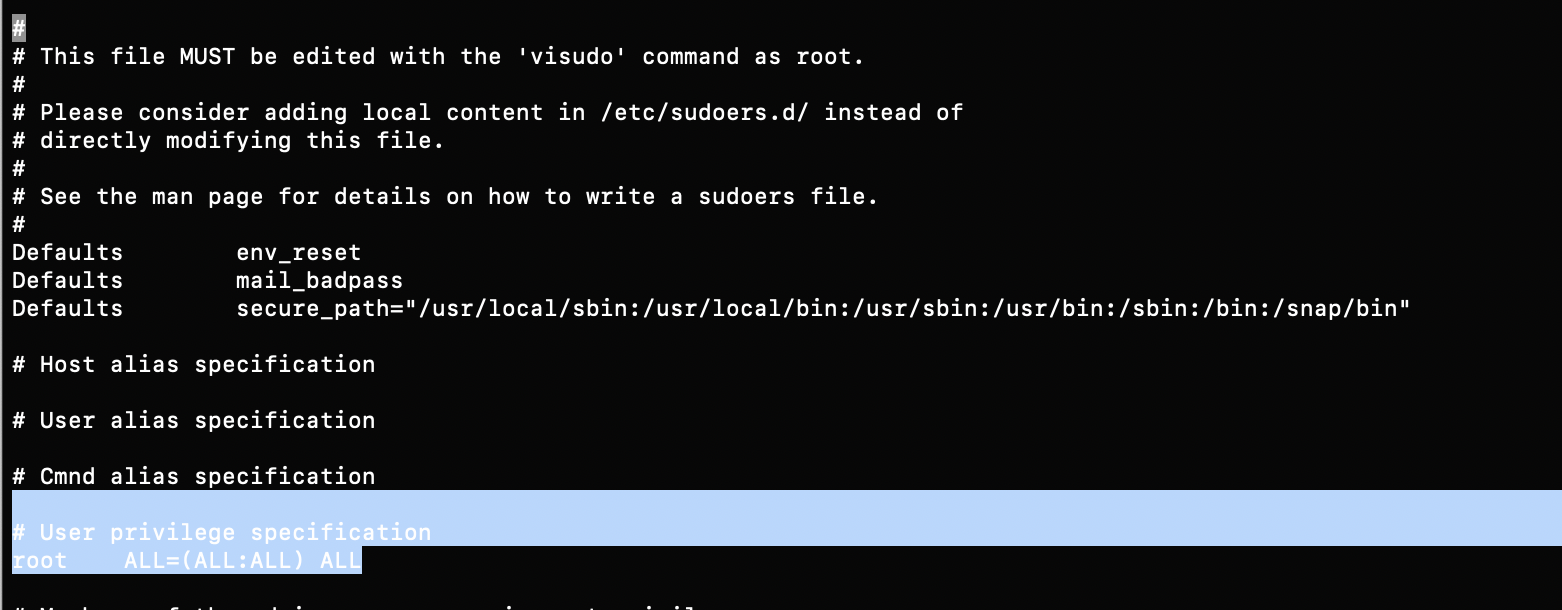 #
# This file MUST be edited with the 'visudo' command as root.
#
# Please consider adding local content in /etc/sudoers.d/ instead of
# directly modifying this file.
#
# See the man page for details on how to write a sudoers file.
#
Defaults        env_reset
Defaults        mail_badpass
Defaults        secure_path="/usr/local/sbin:/usr/local/bin:/usr/sbin:/usr/bin:/sbin:/bin:/snap/bin"
# Host alias specification
# User alias specification
# Cmnd alias specification
# User privilege specification
root    ALL=(ALL:ALL) ALL